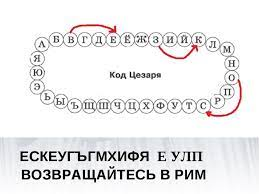 А Б В Г Д Е Ё Ж З И Й К Л М Н О П Р С Т У Ф Х Ц Ч Ш Щ Ъ Ы Ь Э Ю Я
Код Цезаря
ЕСКЕУГЪГМХИФЯ Е УЛП
ВОЗВРАЩАЙТЕСЬ В РИМ